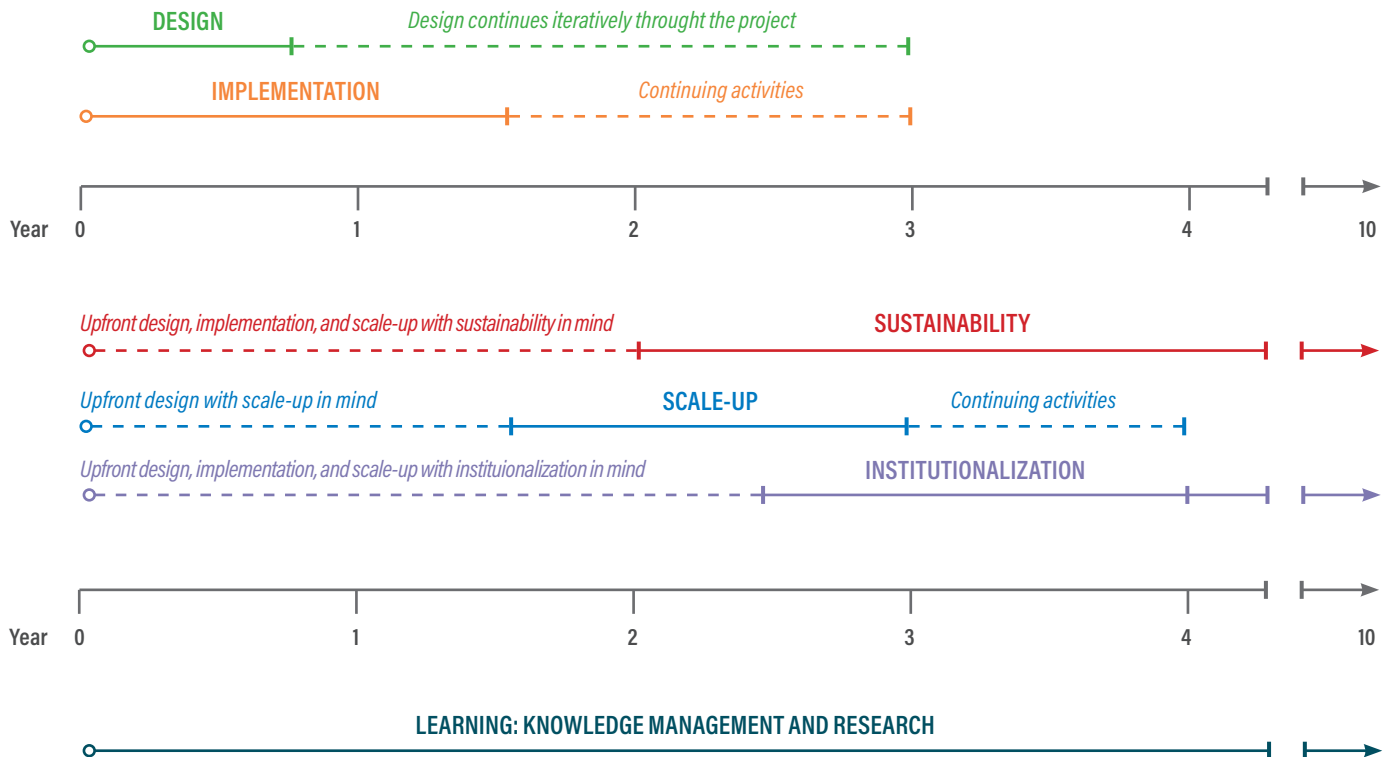 DESIGN
Design continues iteratively throught the project
IMPLEMENTATION
Continuing activities
Year 0 1 2 3 4 10
Upfront design, implementation, and scale-up with sustainability in mind
SUSTAINABILITY
Upfront design with scale-up in mind
SCALE-UP
Continuing activities
Upfront design, implementation, and scale-up with instituionalization in mind
INSTITUTIONALIZATION
Year 0 1 2 3 4 10
LEARNING: KNOWLEDGE MANAGEMENT AND RESEARCH